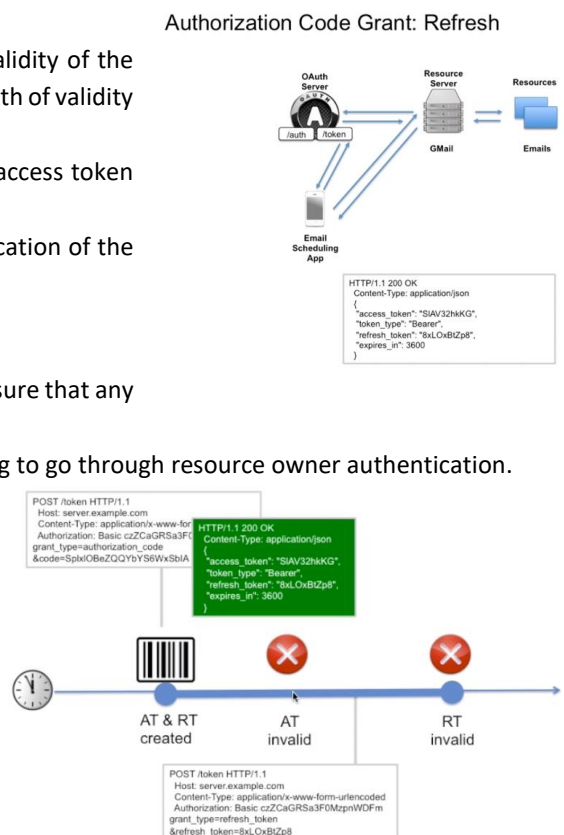 Authorization Code Grant: Refresh
alidity of the
th of validity
access token
cation of the
sure that any
g to go through resource owner authentication.
OAuth
Server
OAUTH
A
/auth
/token
Resource
Server
GMail
Resources
Emails
Email
Scheduling
App
HTTP/1.1 200 OK
Content-Type: application/json
{
"access_token": "SlAV32hkKG",
"token_type": "Bearer",
"refresh_token": "8xLOxBtZp8",
"expires_in": 3600
}
POST /token HTTP/1.1
Host: server.example.com
Content-Type: application/x-www-for
Authorization: Basic czZCaGRSa3F
grant_type=authorization_code
&code=SplxlOBeZQQYbYS6WxSbIA
HTTP/1.1 200 OK
Content-Type: application/json
{
"access_token": "SlAV32hkKG",
"token_type": "Bearer",
"refresh_token": "8xLOxBtZp8",
"expires_in": 3600
}
AT & RT
created
AT
invalid
RT
invalid
POST /token HTTP/1.1
Host: server.example.com
Content-Type: application/x-www-form-urlencoded
Authorization: Basic czZCaGRSa3F0MzpnWDFm
grant_type=refresh_token
&refresh_token=8xLOxBtZp8